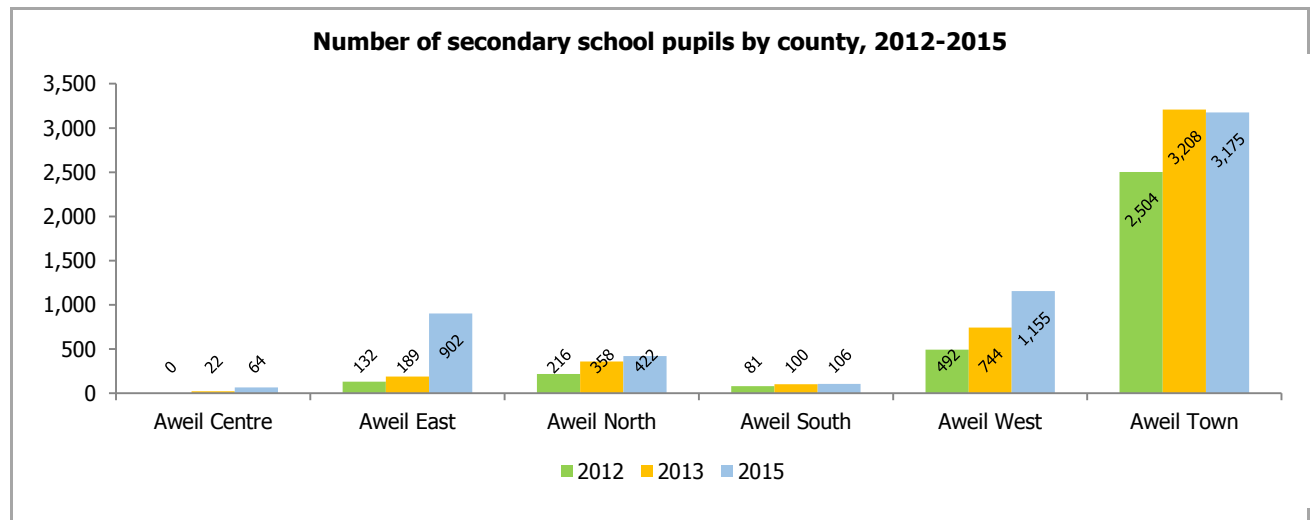 Number of secondary school pupils by county, 2012-2015
3,500
3,000
2,500
2,000
1,500
1,000
500
0
0 22 64
132 189 902
216 358 422
81 100 106
492 744 1,155
2,504 3,208 3,175
Aweil Centre Aweil East Aweil North Aweil South Aweil West Aweil Town
2012 2013 2015